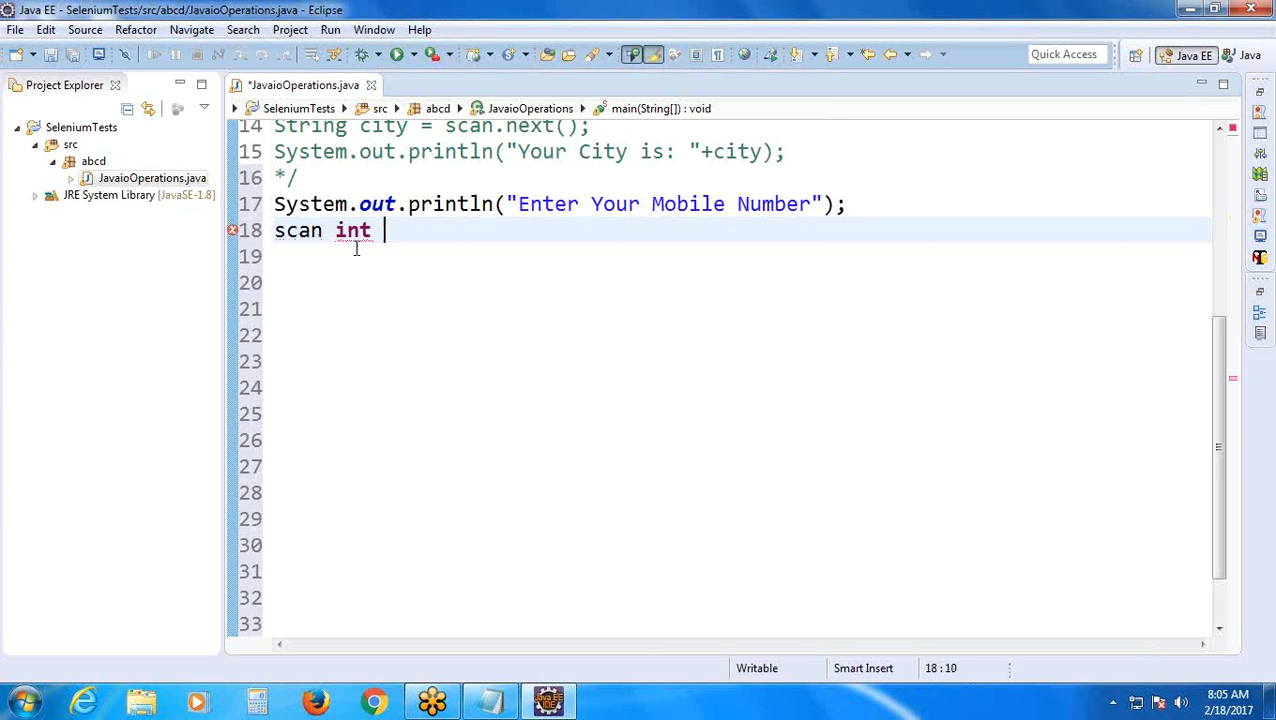 Java EE - SeleniumTests/src/abcd/JavaioOperations.java - Eclipse
File Edit Source Refactor Navigate Search Project Run Window Help
Quick Access Java EE Java
Project Explorer
*JavaioOperations.java
SeleniumTests src abcd JavaioOperations main(String[]) : void
SeleniumTests
src
abcd
JavaioOperations.java
JRE System Library [JavaSE-1.8]
14 String city = scan.next();
15 System.out.println("Your City is: "+city);
16 */
17 System.out.println("Enter Your Mobile Number");
18 scan int
19
20
21
22
23
24
25
26
27
28
29
30
31
32
33
Writable Smart Insert 18 : 10
8:05 AM
2/18/2017